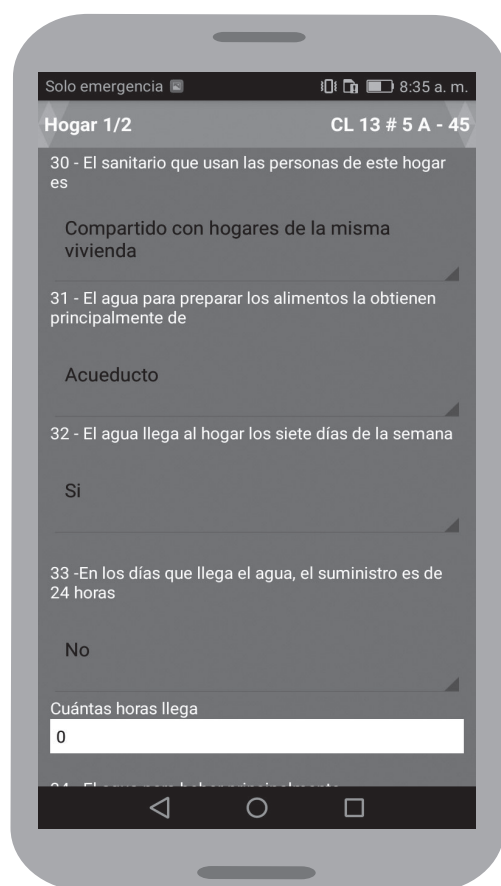 Solo emergencia 8:35 a. m.
Hogar 1/2 CL 13 # 5 A - 45
30 - El sanitario que usan las personas de este hogar
es
Compartido con hogares de la misma
vivienda
31 - El agua para preparar los alimentos la obtienen
principalmente de
Acueducto
32 - El agua llega al hogar los siete días de la semana
Si
33 -En los días que llega el agua, el suministro es de
24 horas
No
Cuántas horas llega
0